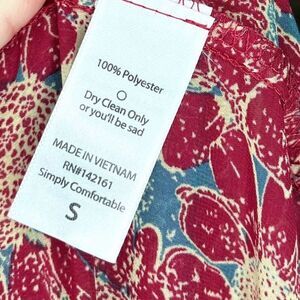 100% Polyester
Dry Clean Only
or you'll be sad
MADE IN VIETNAM
RN#142161
Simply Comfortable
S